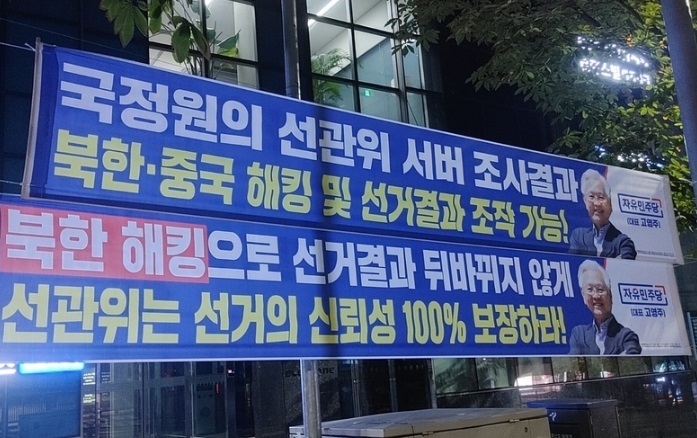 국정원의 선관위 서버 조사결과
북한·중국 해킹 및 선거결과 조작 가능!
자유민주당
(대표 고영주)
북한 해킹으로 선거결과 뒤바뀌지 않게
선관위는 선거의 신뢰성 100% 보장하라!
자유민주당
(대표 고영주)